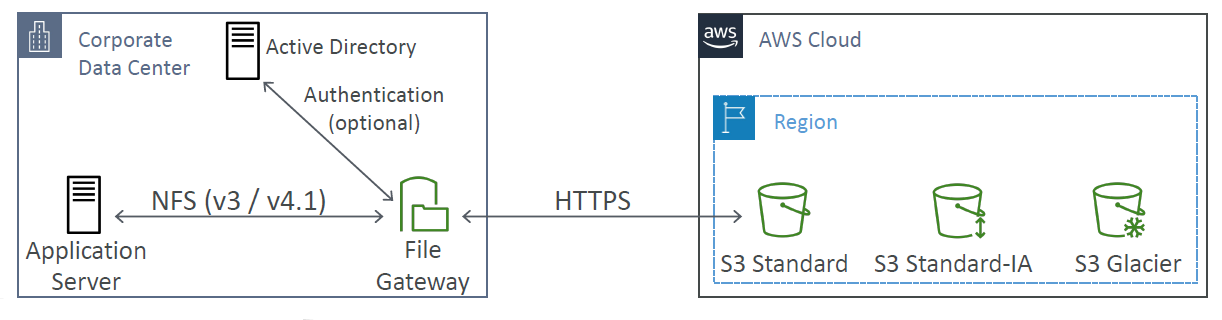 Corporate
Data Center
Active Directory
Authentication
(optional)
NFS (v3 / v4.1)
Application
Server
File
Gateway
HTTPS
aws
AWS Cloud
Region
S3 Standard
S3 Standard-IA
S3 Glacier